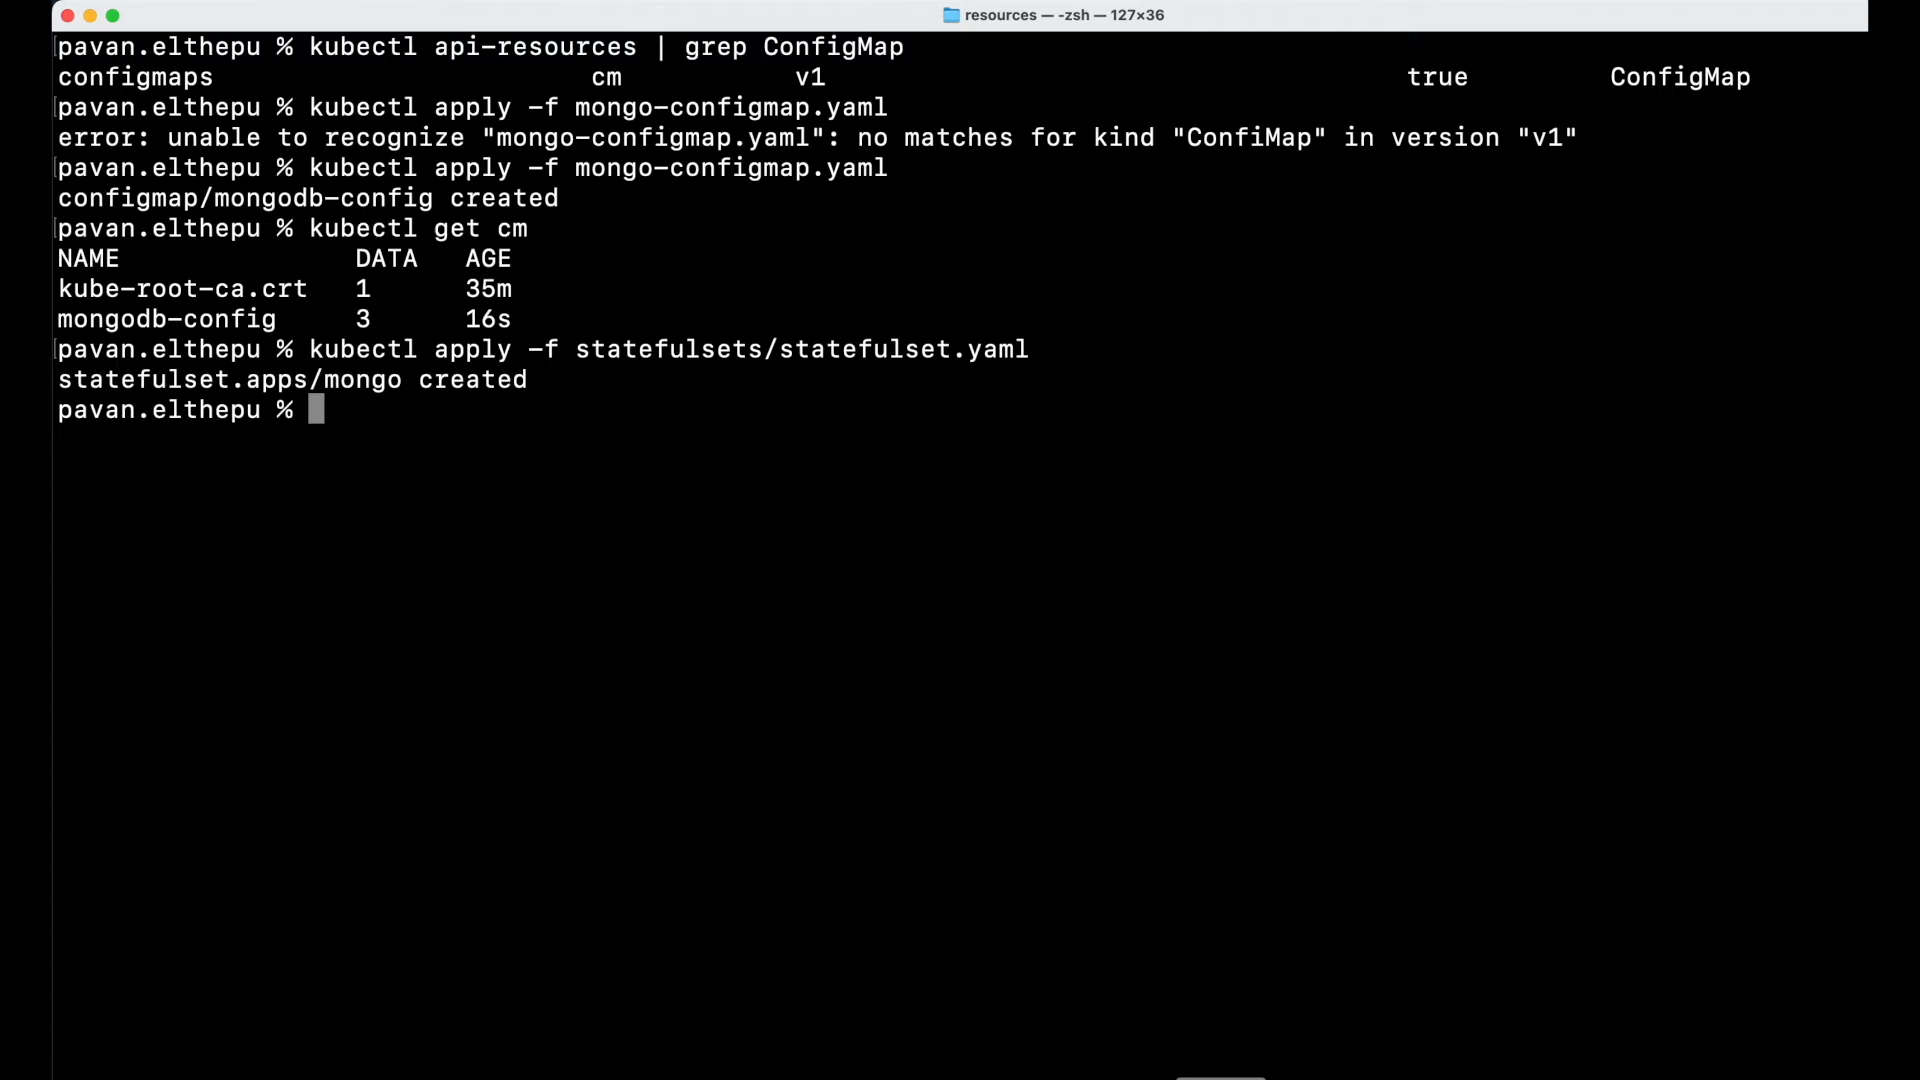 resources — -zsh — 127×36
pavan.elthepu % kubectl api-resources | grep ConfigMap
configmaps cm v1 true ConfigMap
pavan.elthepu % kubectl apply -f mongo-configmap.yaml
error: unable to recognize "mongo-configmap.yaml": no matches for kind "ConfiMap" in version "v1"
pavan.elthepu % kubectl apply -f mongo-configmap.yaml
configmap/mongodb-config created
pavan.elthepu % kubectl get cm
NAME DATA AGE
kube-root-ca.crt 1 35m
mongodb-config 3 16s
pavan.elthepu % kubectl apply -f statefulsets/statefulset.yaml
statefulset.apps/mongo created
pavan.elthepu %